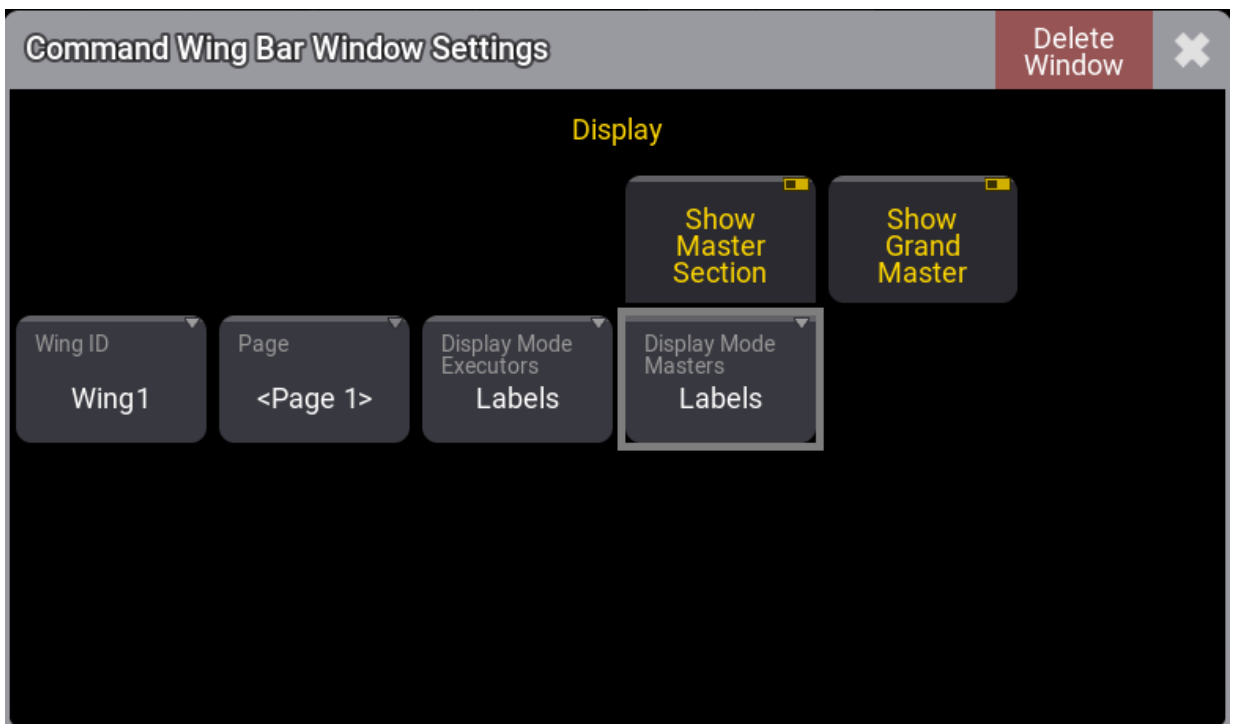 Command Wing Bar Window Settings
Delete
Window
Display
Show
Master
Section
Show
Grand
Master
Wing ID
Wing1
Page
<Page 1>
Display Mode
Executors
Labels
Display Mode
Masters
Labels